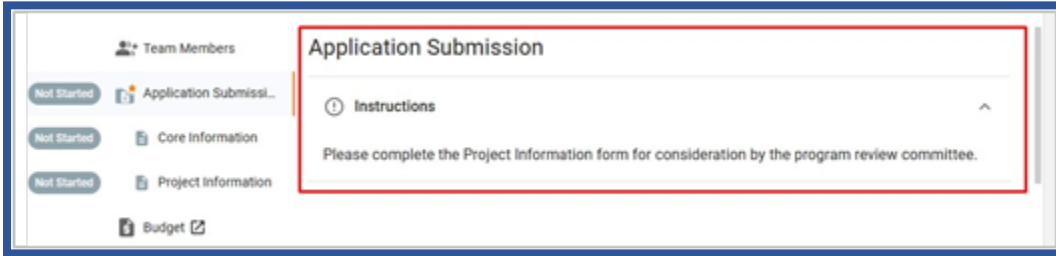 Team Members
Not Started Application Submissi...
Not Started Core Information
Not Started Project Information
Budget
Application Submission
Instructions
Please complete the Project Information form for consideration by the program review committee.